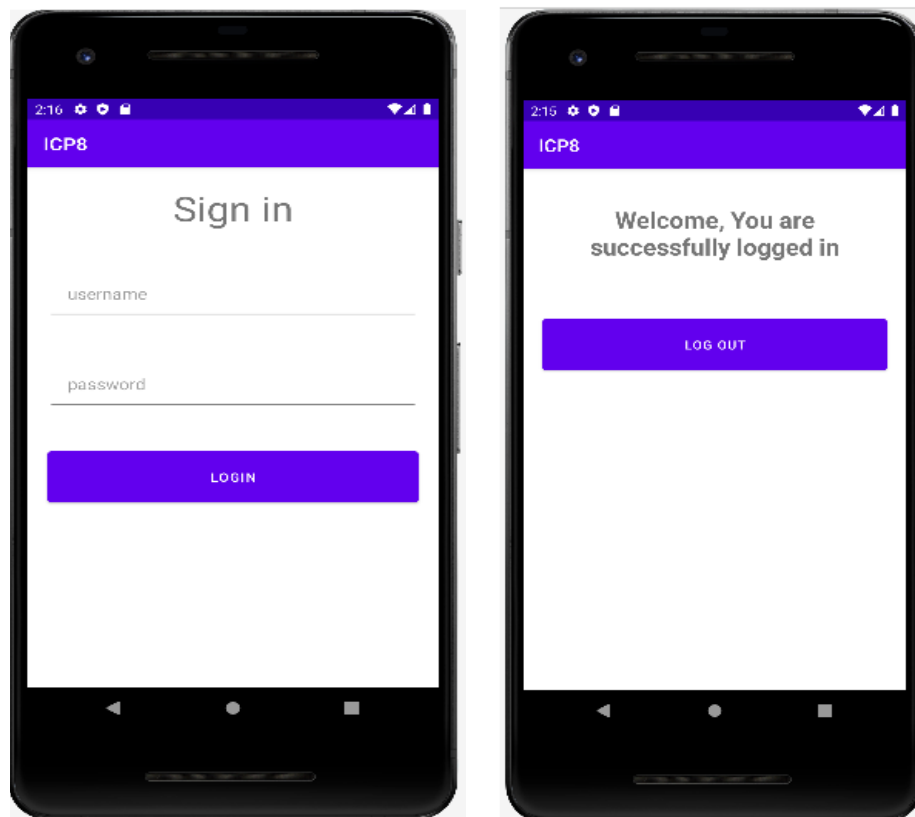 2:16
ICP8
Sign in
username
password
LOGIN
2:15
ICP8
Welcome, You are
successfully logged in
LOG OUT